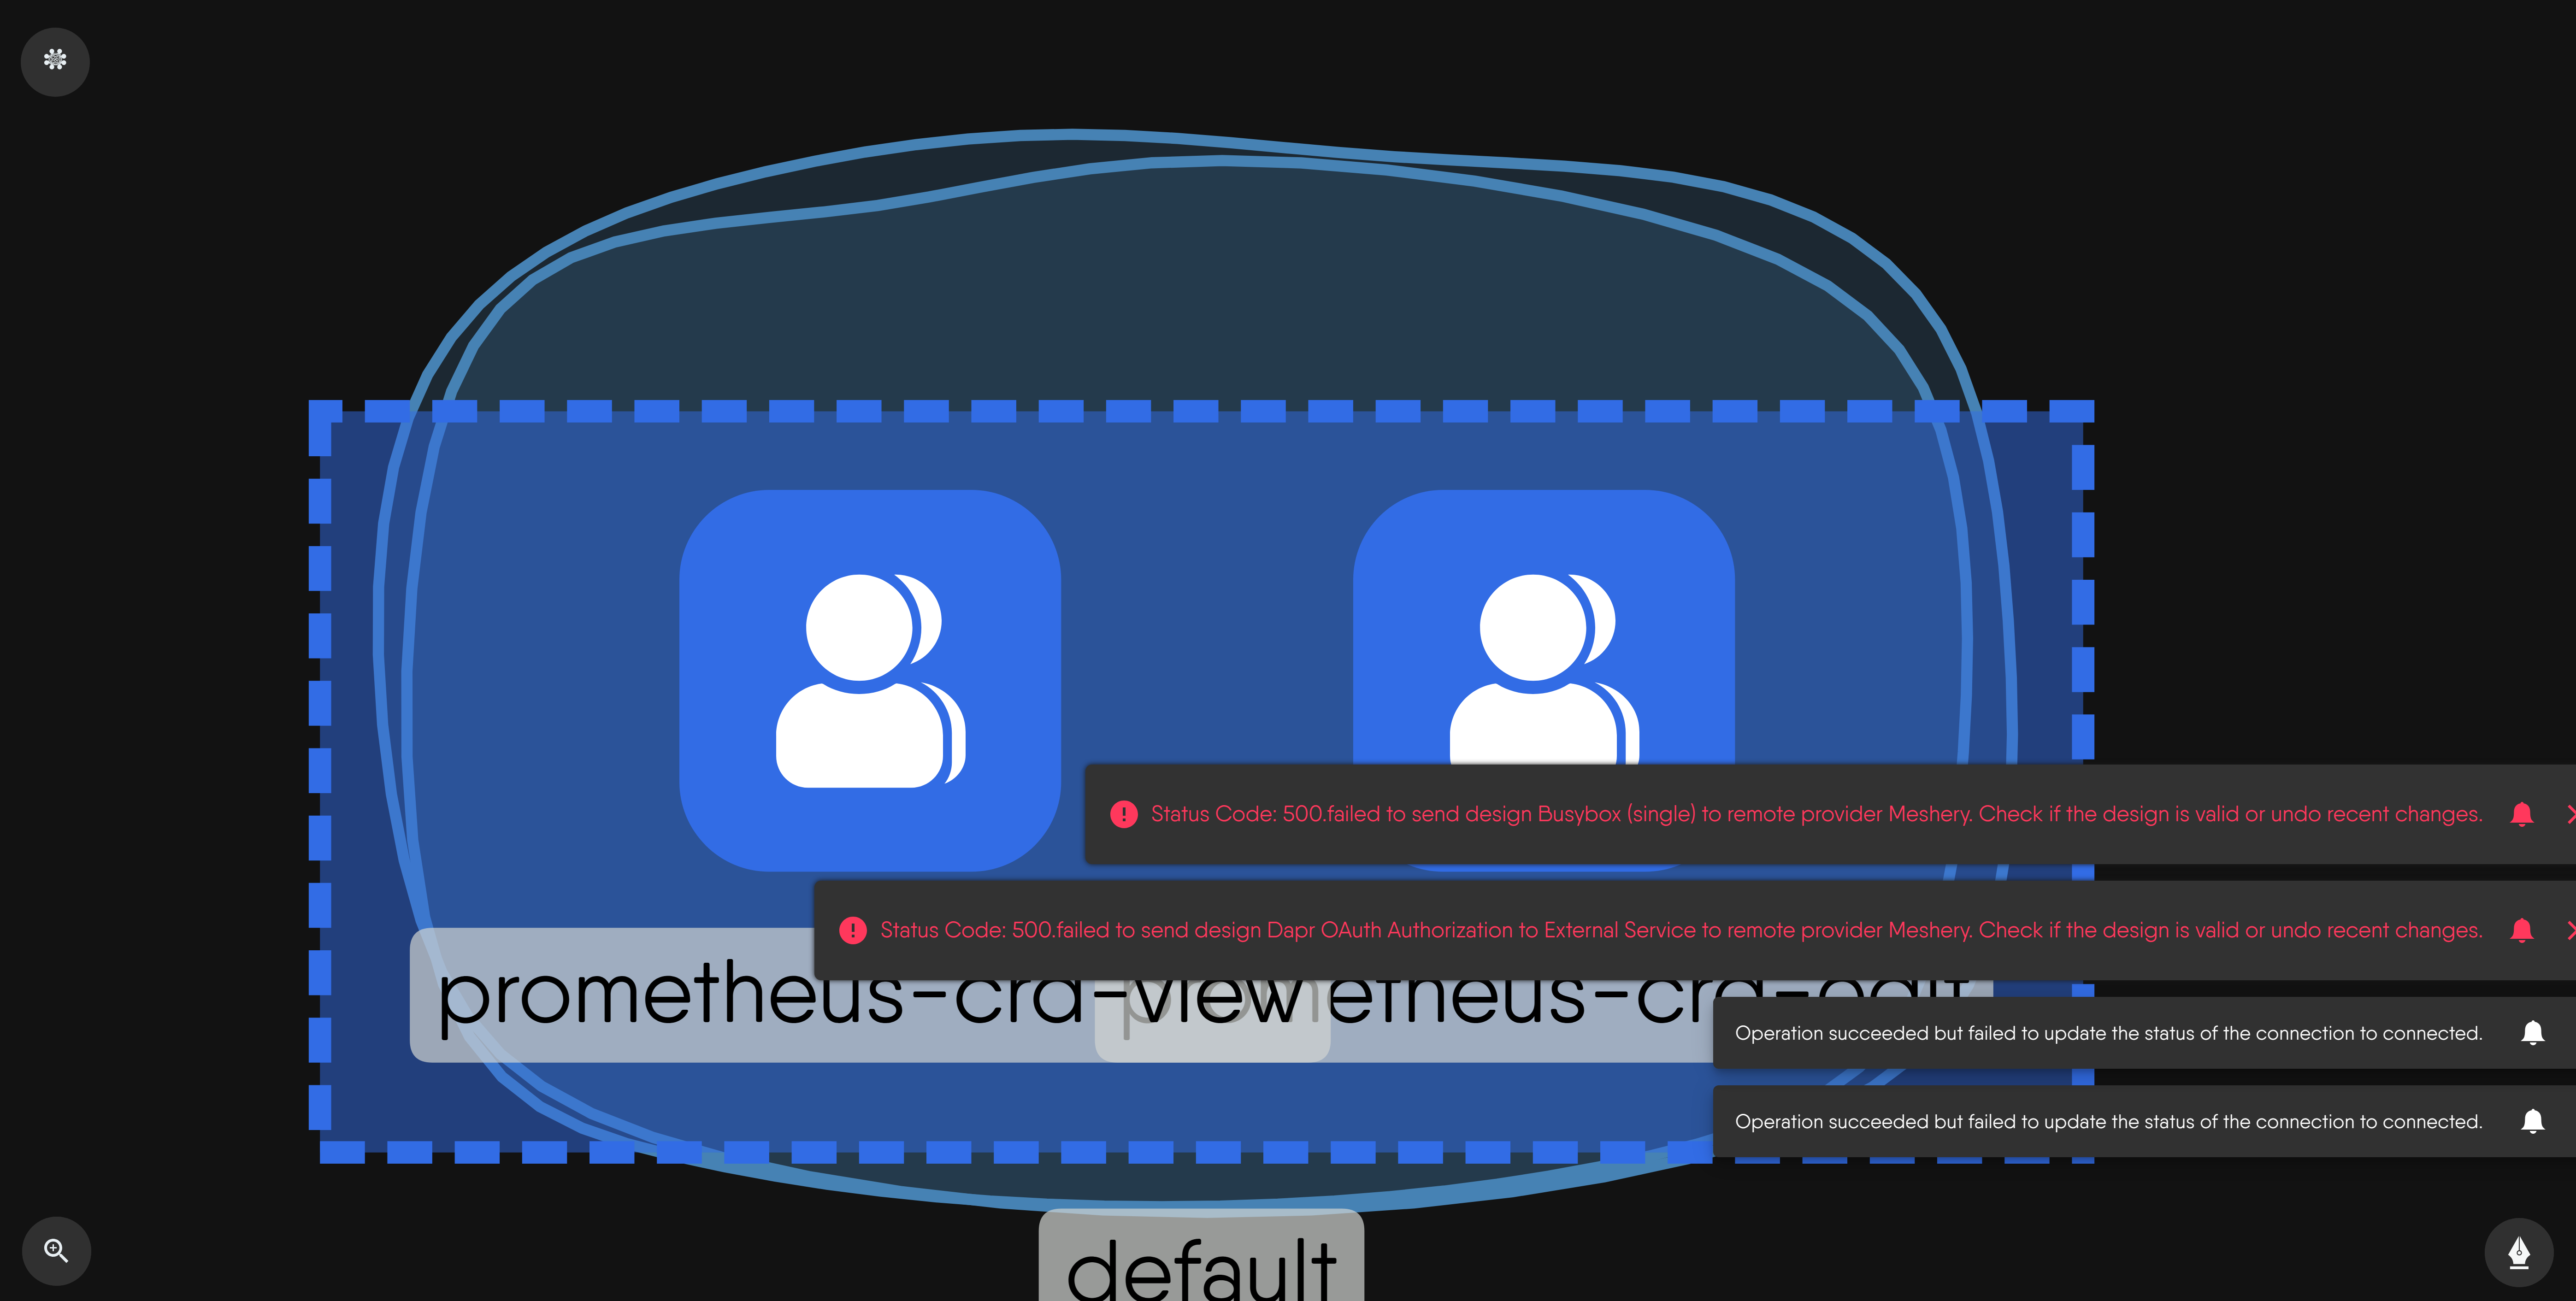 Status Code: 500.failed to send design Busybox (single) to remote provider Meshery. Check if the design is valid or undo recent changes.
Status Code: 500.failed to send design Dapr OAuth Authorization to External Service to remote provider Meshery. Check if the design is valid or undo recent changes.
prometheus-crd-view
etheus-crd-edit
Operation succeeded but failed to update the status of the connection to connected.
Operation succeeded but failed to update the status of the connection to connected.
default